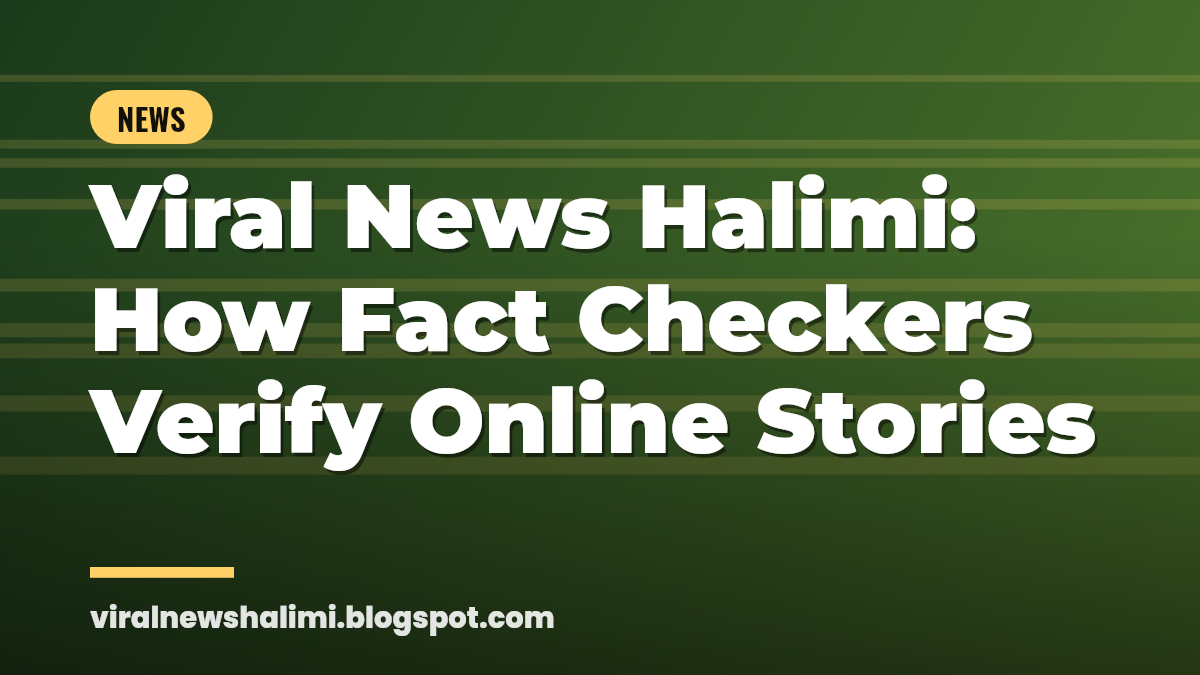 NEWS
Viral News Halimi:
How Fact Checkers
Verify Online Stories
viralnewshalimi.blogspot.com